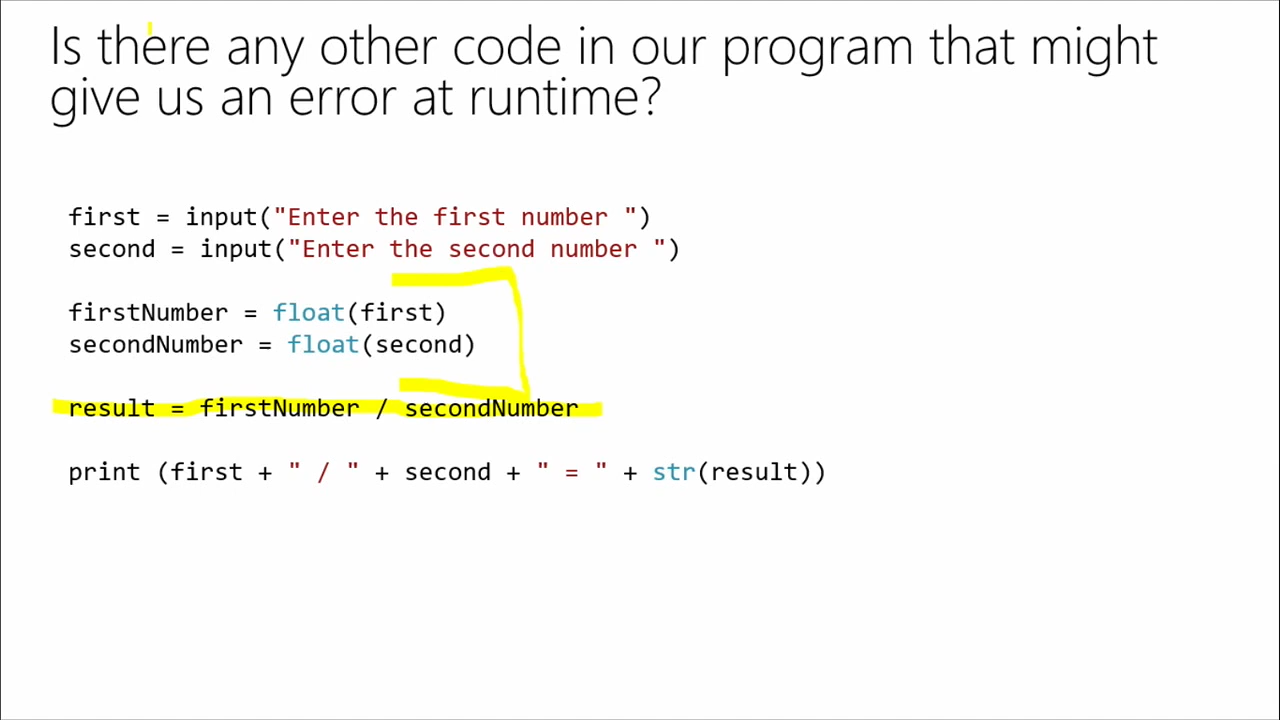 Is there any other code in our program that might
give us an error at runtime?
first = input("Enter the first number ")
second = input("Enter the second number ")
firstNumber = float(first)
secondNumber = float(second)
result = firstNumber / secondNumber
print (first + " / " + second + " = " + str(result))